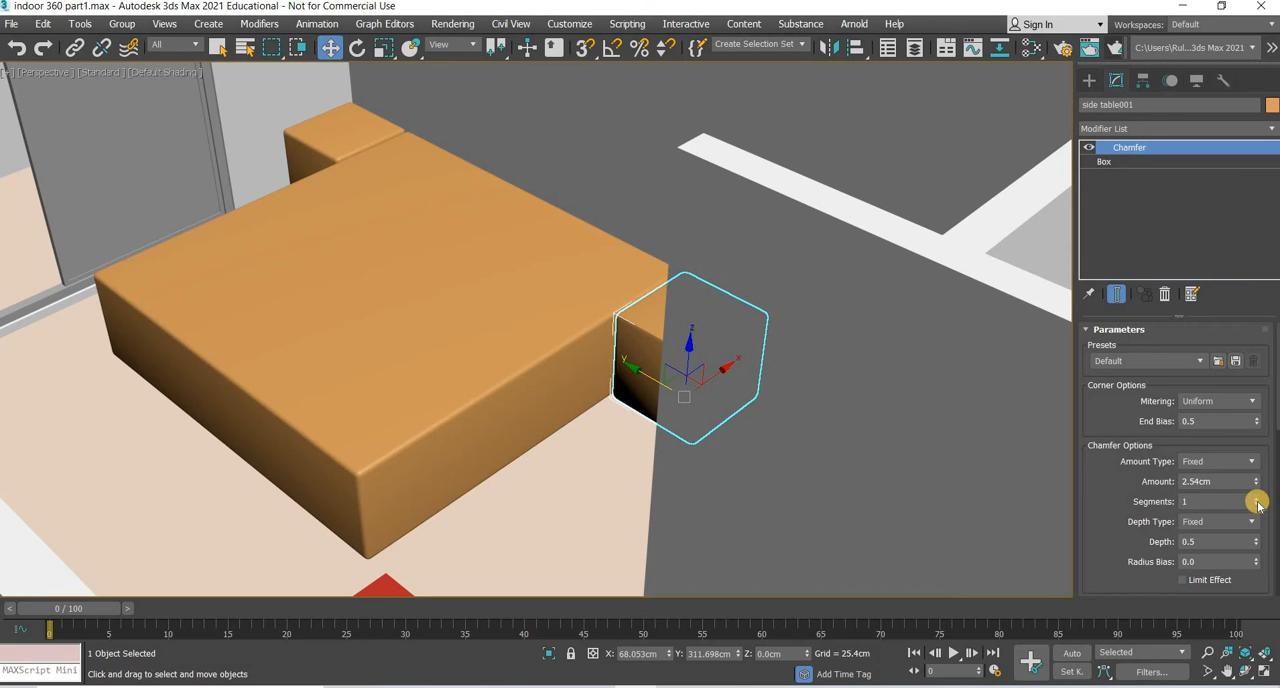 indoor 360 part1.max - Autodesk 3ds Max 2021 Educational - Not for Commercial Use
File Edit Tools Group Views Create Modifiers Animation Graph Editors Rendering Civil View Customize Scripting Interactive Content Substance Arnold Help Sign In Workspaces: Default
All View Create Selection Set C:\Users\Rul...3ds Max 2021
[+] [Perspective ] [Standard ] [Default Shading ]
side table001
Modifier List
Chamfer
Box
z
y
x
Parameters
Presets
Default
Corner Options
Mitering: Uniform
End Bias: 0.5
Chamfer Options
Amount Type: Fixed
Amount: 2.54cm
Segments: 1
Depth Type: Fixed
Depth: 0.5
Radius Bias: 0.0
Limit Effect
< 0 / 100 >
0 5 10 15 20 25 30 35 40 45 50 55 60 65 70 75 80 85 90 95 100
1 Object Selected X: 68.053cm Y: 311.698cm Z: 0.0cm Grid = 25.4cm Auto Selected
MAXScript Mini Click and drag to select and move objects Add Time Tag 0 Set K. Filters...